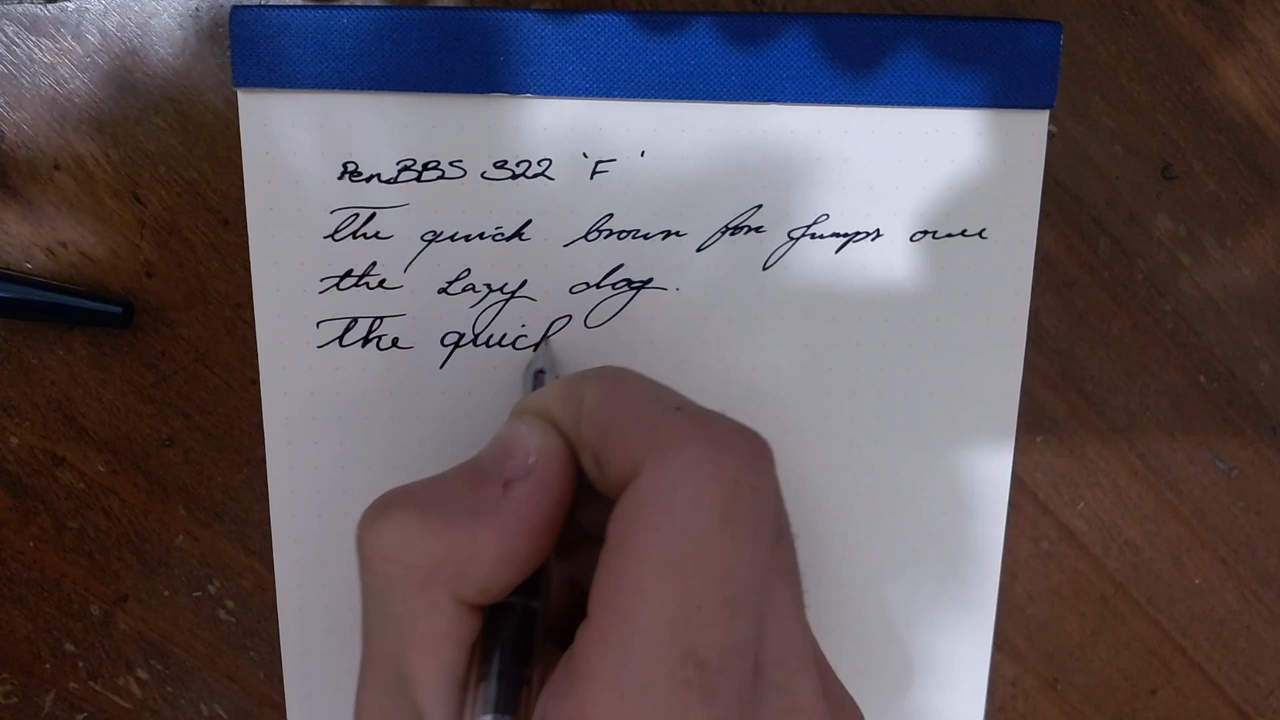 PenBBS 322 'F'
The quick brown fox jumps over
the Lazy dog.
The quick